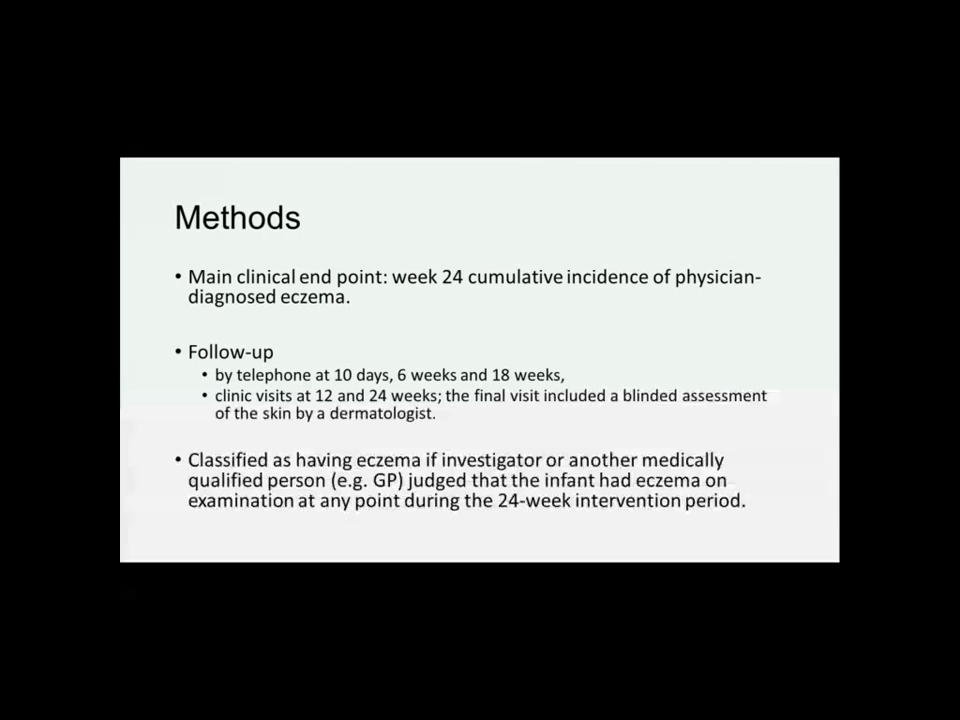 Methods
• Main clinical end point: week 24 cumulative incidence of physician-
diagnosed eczema.
• Follow-up
• by telephone at 10 days, 6 weeks and 18 weeks,
• clinic visits at 12 and 24 weeks; the final visit included a blinded assessment
of the skin by a dermatologist.
• Classified as having eczema if investigator or another medically
qualified person (e.g. GP) judged that the infant had eczema on
examination at any point during the 24-week intervention period.